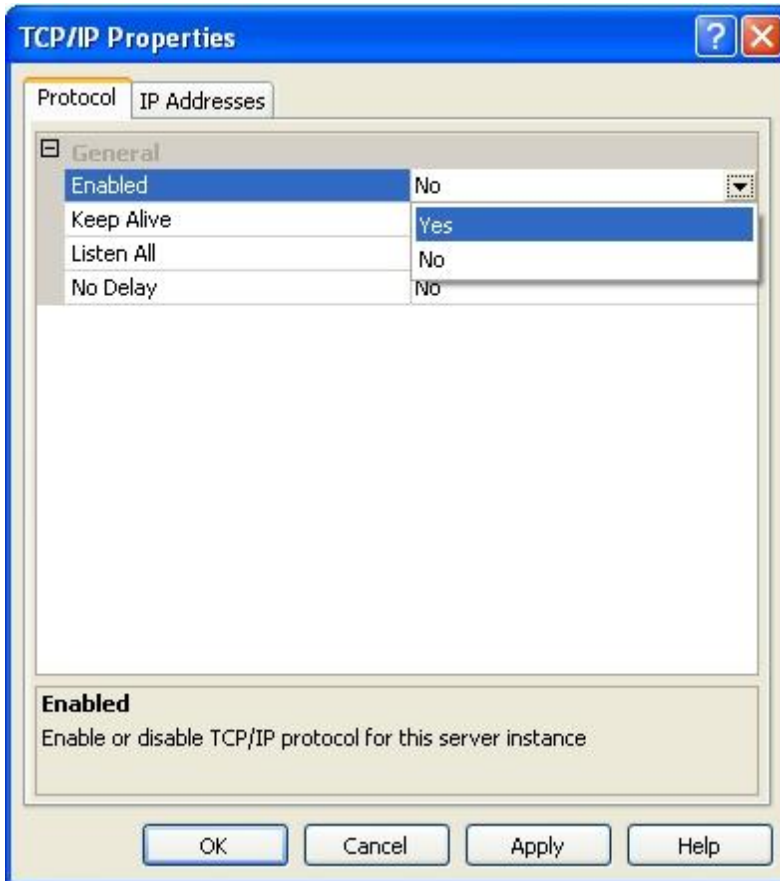 TCP/IP Properties
Protocol IP Addresses
General
Enabled No
Keep Alive Yes
Listen All No
No Delay No
Enabled
Enable or disable TCP/IP protocol for this server instance
OK Cancel Apply Help